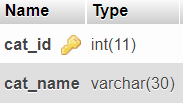 Name Type
cat_id int(11)
cat_name varchar(30)